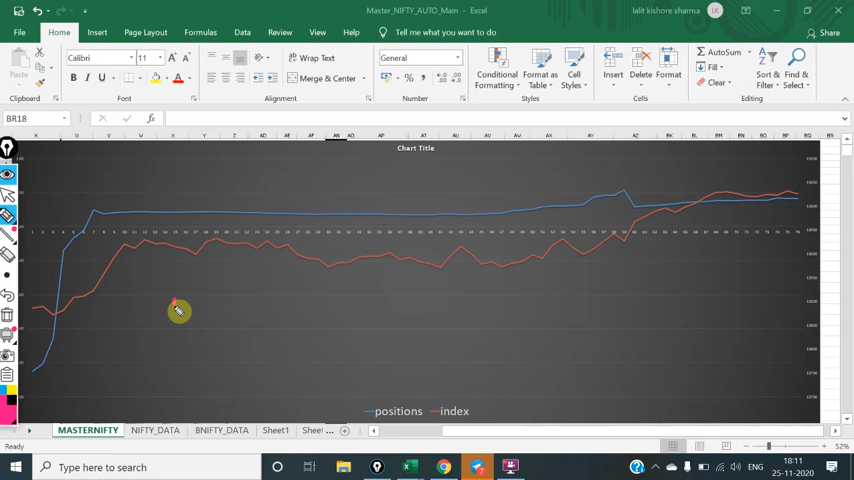 Master_NIFTY_AUTO_Main - Excel
lalit kishore sharma
LK
File Home Insert Page Layout Formulas Data Review View Help Tell me what you want to do Share
Paste
Calibri 11
B I U
Wrap Text
Merge & Center
General
Conditional Formatting
Format as Table
Cell Styles
Insert Delete Format
AutoSum
Fill
Clear
Sort & Filter
Find & Select
Clipboard Font Alignment Number Styles Cells Editing
BR18
fx
Chart Title
positions index
MASTERNIFTY NIFTY_DATA BNIFTY_DATA Sheet1 Sheet ...
Ready
52%
Type here to search
ENG
18:11
25-11-2020